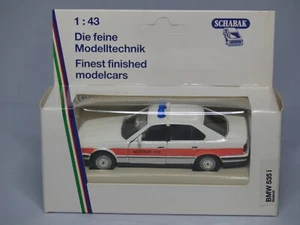 1:43
SCHABAK
Die feine
Modelltechnik
Finest finished
modelcars
BMW 535 i